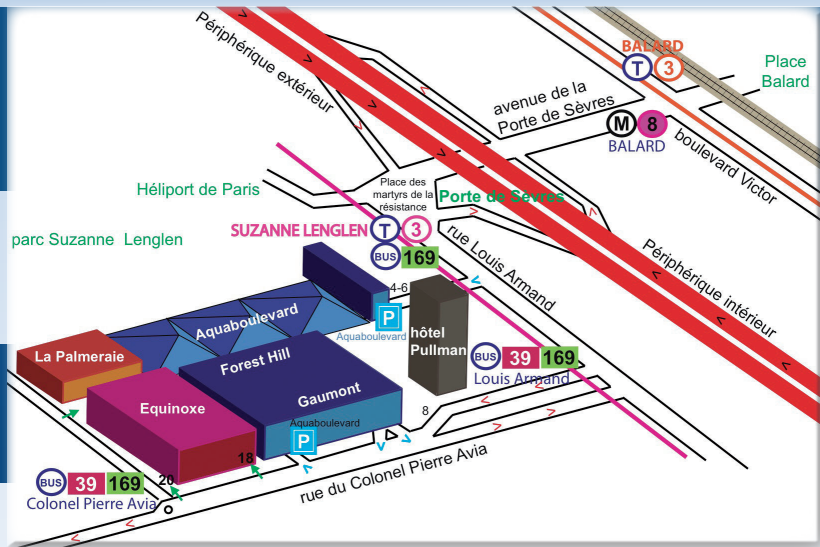 Périphérique extérieur
BALARD
T 3
Place
Balard
avenue de la
Porte de Sèvres
M 8
BALARD
boulevard Victor
Héliport de Paris
Place des
martyrs de la
résistance
Porte de Sèvres
parc Suzanne Lenglen
SUZANNE LENGLEN T 3
BUS 169
rue Louis Armand
Périphérique intérieur
4-6
P
Aquaboulevard
Aquaboulevard
hôtel
Pullman
La Palmeraie
Forest Hill
BUS 39 169
Louis Armand
Equinoxe
Gaumont
8
Aquaboulevard
P
18
20
BUS 39 169
Colonel Pierre Avia
rue du Colonel Pierre Avia